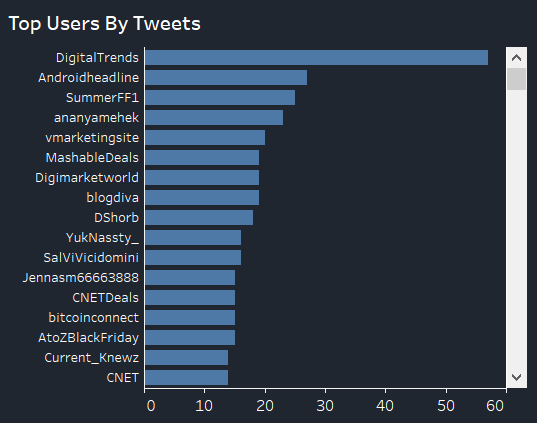 Top Users By Tweets
DigitalTrends
Androidheadline
SummerFF1
ananyamehek
vmarketingsite
MashableDeals
Digimarketworld
blogdiva
DShorb
YukNassty_
SalViVicidomini
Jennasm66663888
CNETDeals
bitcoinconnect
AtoZBlackFriday
Current_Knewz
CNET
0 10 20 30 40 50 60